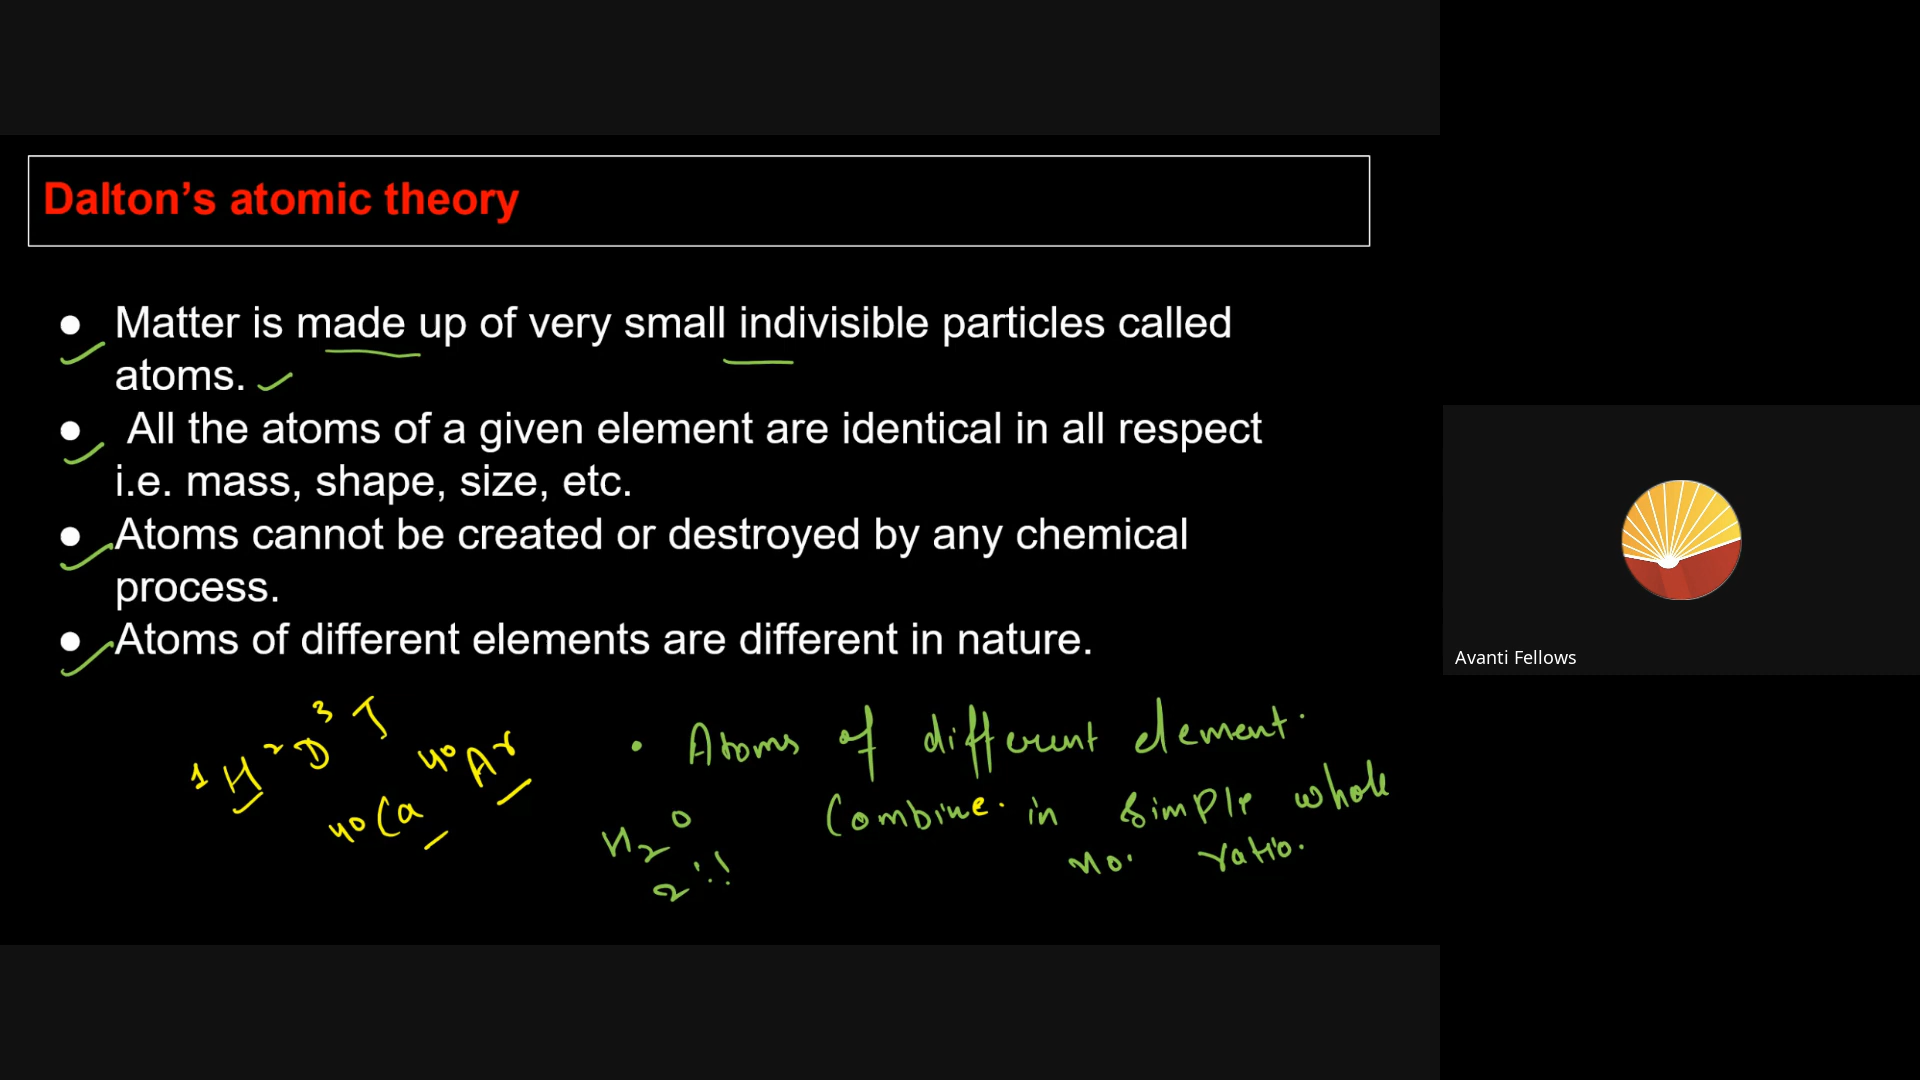 Dalton’s atomic theory
● Matter is made up of very small indivisible particles called
atoms.
● All the atoms of a given element are identical in all respect
i.e. mass, shape, size, etc.
● Atoms cannot be created or destroyed by any chemical
process.
● Atoms of different elements are different in nature.
¹H ²D ³T
⁴⁰Ca ⁴⁰Ar
• Atoms of different element.
Combine. in simple whole
no. ratio.
H₂O
2:1
Avanti Fellows